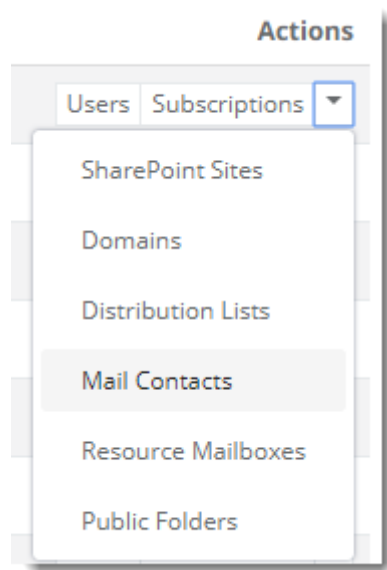 Actions
Users Subscriptions
SharePoint Sites
Domains
Distribution Lists
Mail Contacts
Resource Mailboxes
Public Folders